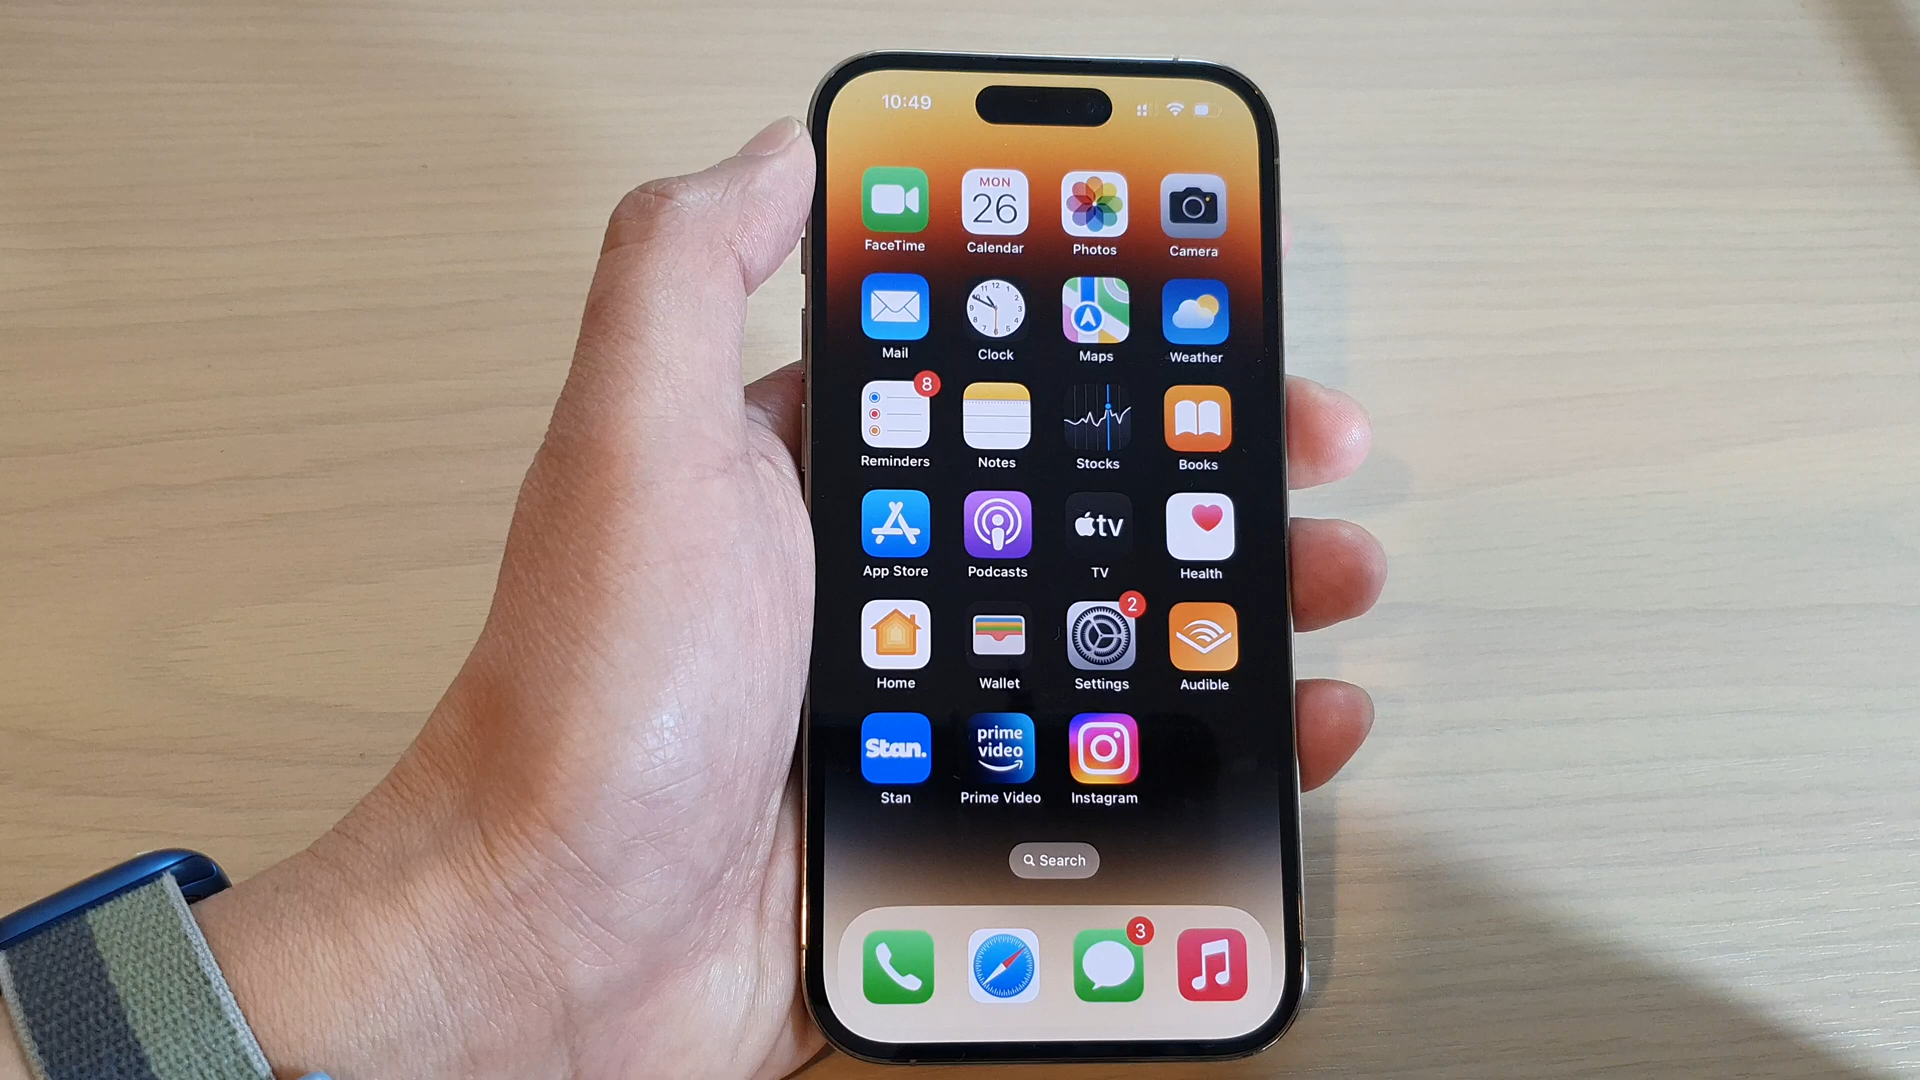 10:49
MON
26
FaceTime Calendar Photos Camera
Mail Clock Maps Weather
8
Reminders Notes Stocks Books
tv
App Store Podcasts TV Health
2
Home Wallet Settings Audible
Stan.
prime
video
Stan Prime Video Instagram
Search
3